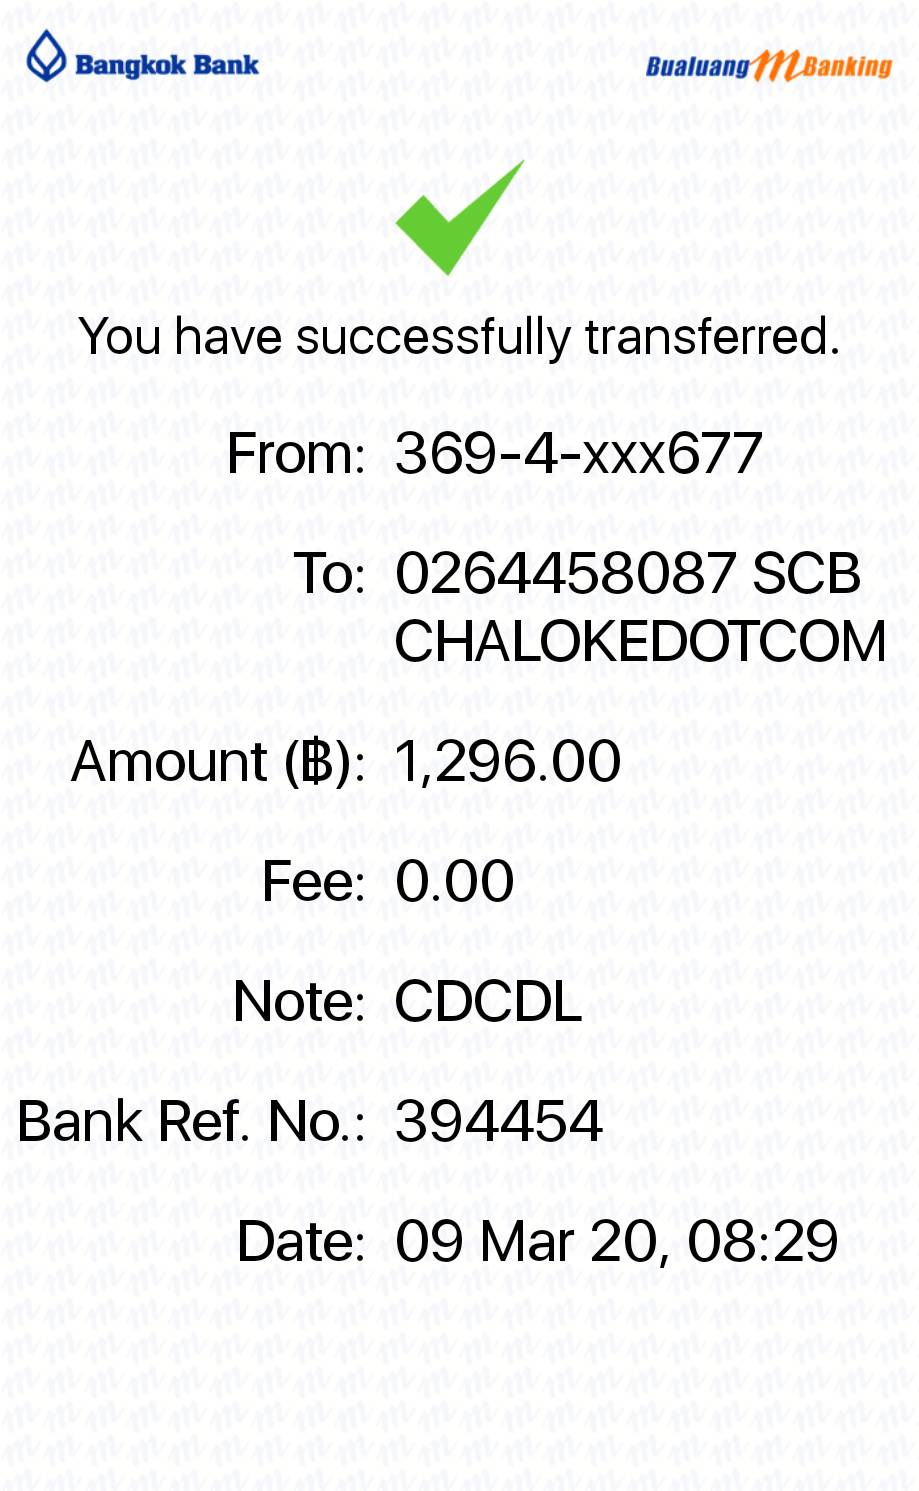 Bangkok Bank
Bualuang mBanking
You have successfully transferred.
From: 369-4-xxx677
To: 0264458087 SCB
CHALOKEDOTCOM
Amount (฿): 1,296.00
Fee: 0.00
Note: CDCDL
Bank Ref. No.: 394454
Date: 09 Mar 20, 08:29